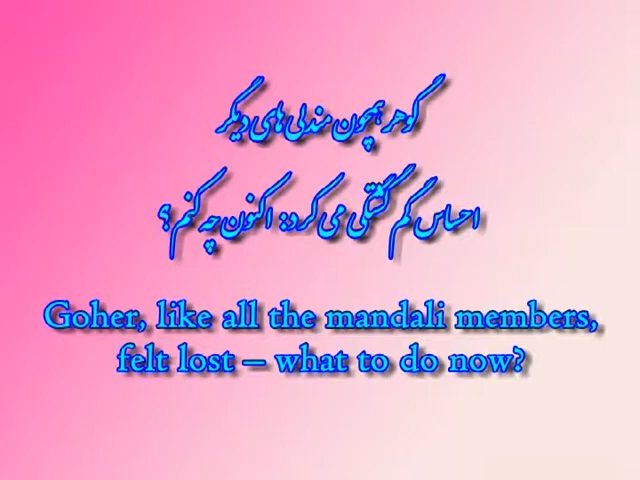 گوهر همچون مندلی های دیگر
احساس گم گشتگی می کرد: اکنون چه کنم؟
Goher, like all the mandali members,
felt lost – what to do now?